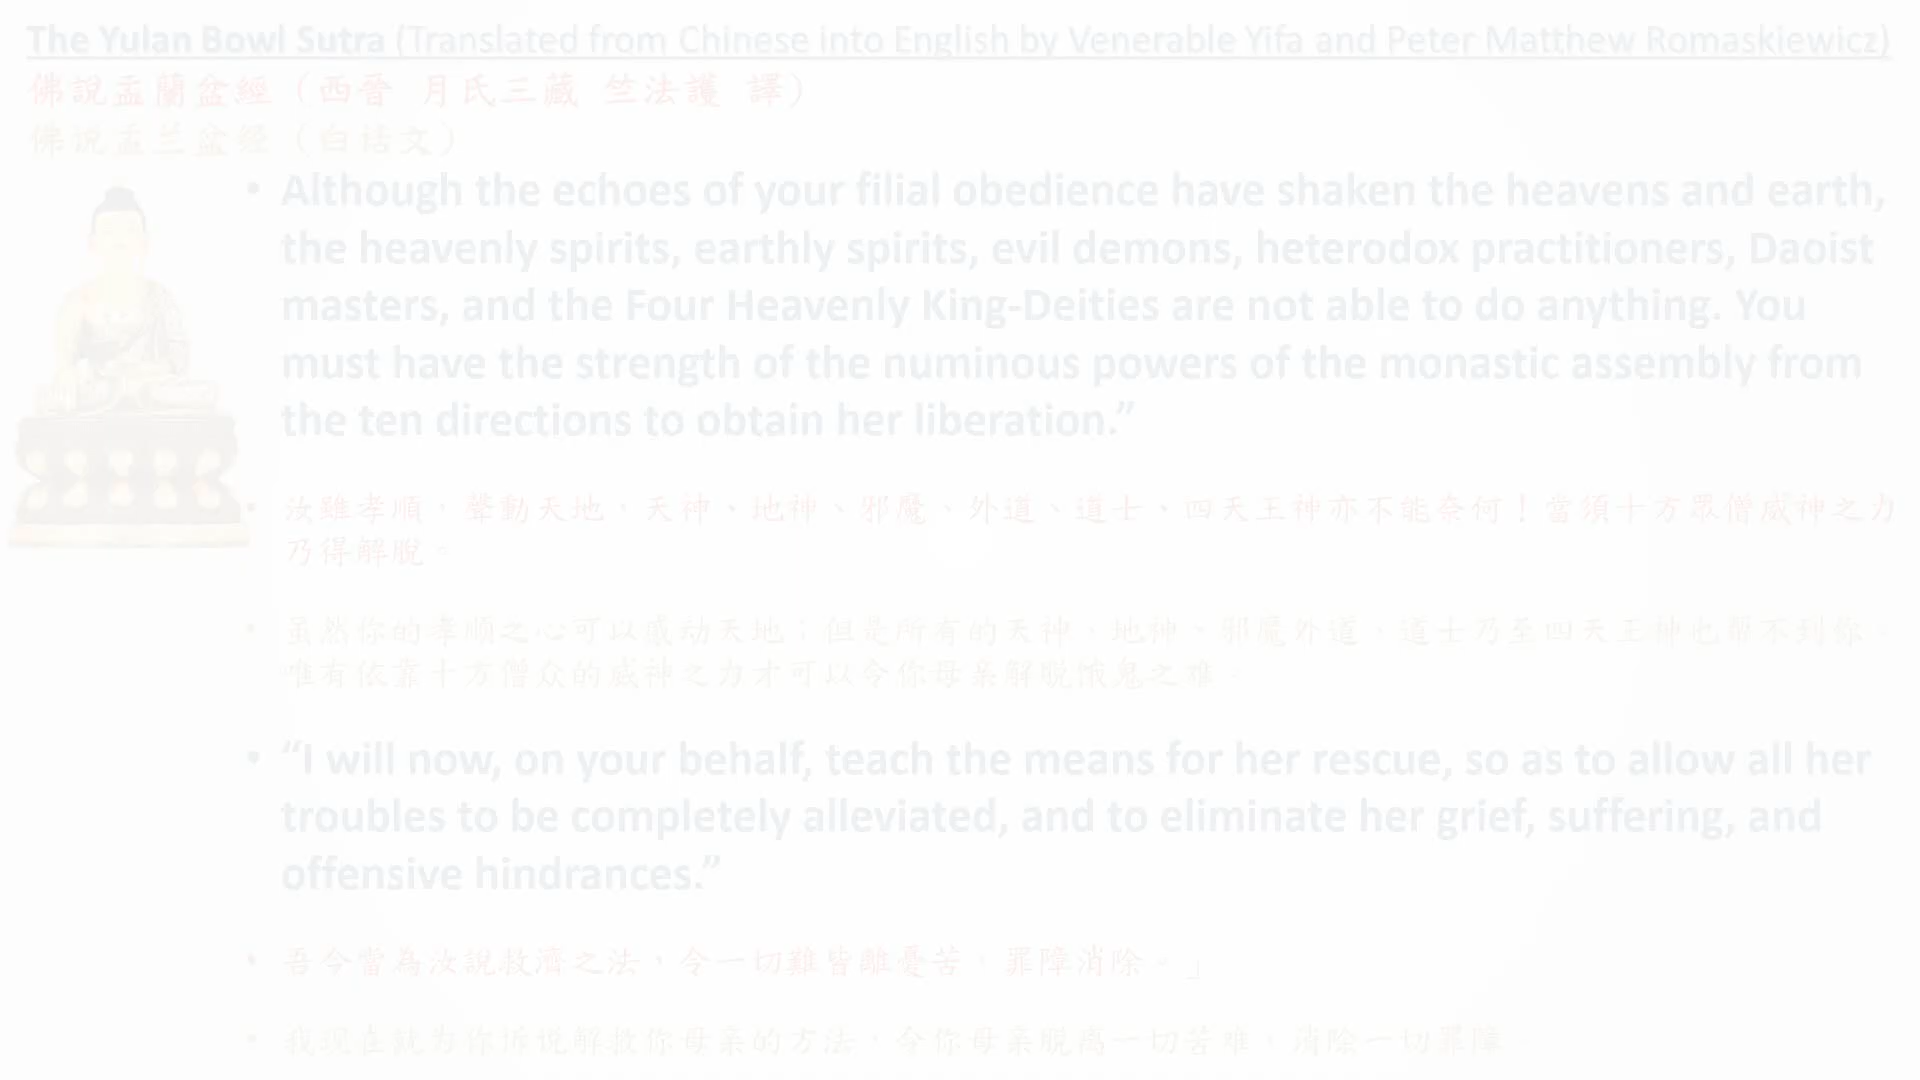 The Yulan Bowl Sutra (Translated from Chinese into English by Venerable Yifa and Peter Matthew Romaskiewicz)
佛說盂蘭盆經（西晉 月氏三藏 竺法護 譯）
佛说盂兰盆经（白话文）
• Although the echoes of your filial obedience have shaken the heavens and earth,
the heavenly spirits, earthly spirits, evil demons, heterodox practitioners, Daoist
masters, and the Four Heavenly King-Deities are not able to do anything. You
must have the strength of the numinous powers of the monastic assembly from
the ten directions to obtain her liberation.”
• 汝雖孝順，聲動天地，天神、地神、邪魔、外道、道士、四天王神亦不能奈何！當須十方眾僧威神之力
乃得解脫。
• 虽然你的孝顺之心可以感动天地；但是所有的天神、地神、邪魔外道、道士乃至四天王神也帮不到你。
唯有依靠十方僧众的威神之力才可以令你母亲解脱饿鬼之难。
• “I will now, on your behalf, teach the means for her rescue, so as to allow all her
troubles to be completely alleviated, and to eliminate her grief, suffering, and
offensive hindrances.”
• 吾今當為汝說救濟之法，令一切難皆離憂苦，罪障消除。」
• 我现在就为你诉说解救你母亲的方法，令你母亲脱离一切苦难，消除一切罪障。